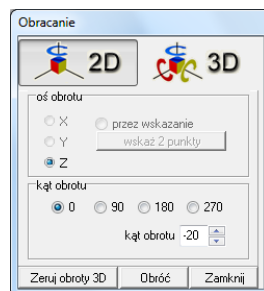 Obracanie
2D 3D
oś obrotu
X przez wskazanie
Y wskaż 2 punkty
Z
kąt obrotu
0 90 180 270
kąt obrotu -20
Zeruj obroty 3D Obróć Zamknij